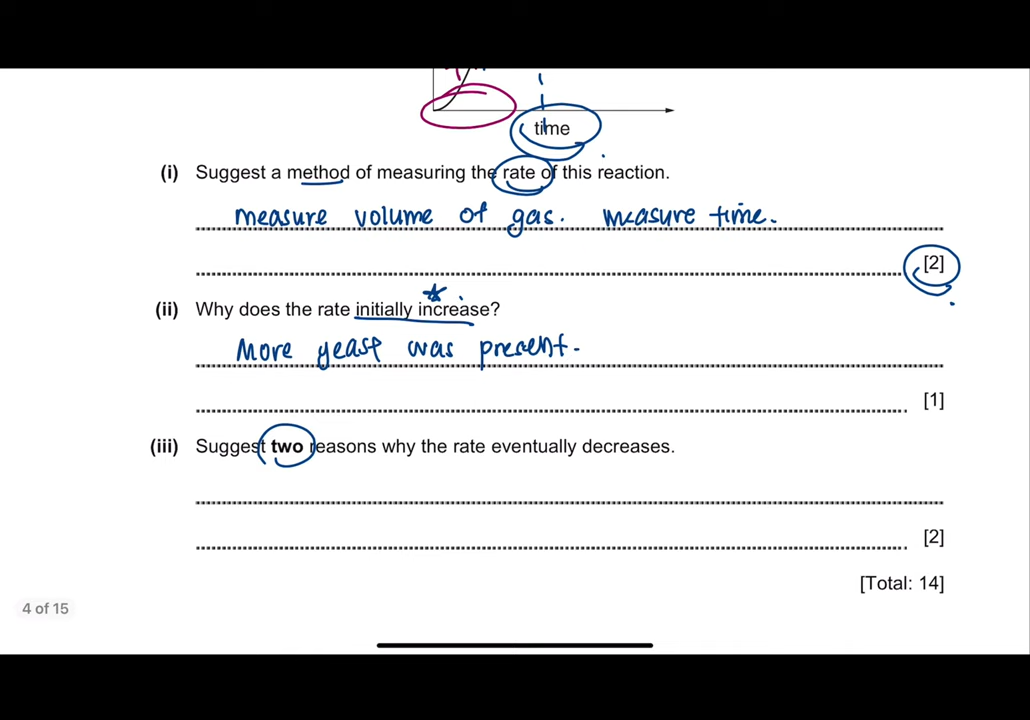 time
(i) Suggest a method of measuring the rate of this reaction.
measure volume of gas. measure time.
[2]
(ii) Why does the rate initially increase?
More yeast was present.
[1]
(iii) Suggest two reasons why the rate eventually decreases.
[2]
[Total: 14]
4 of 15